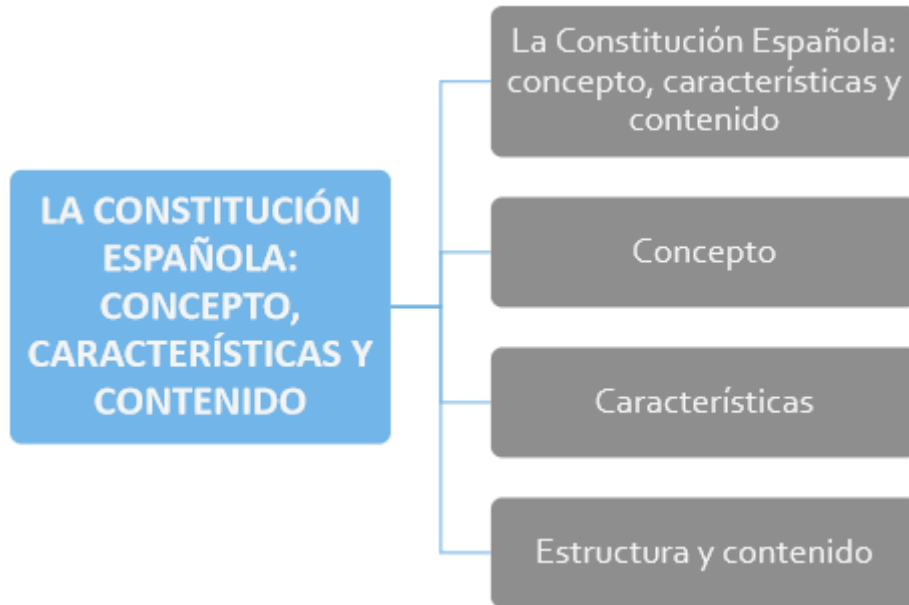 La Constitución Española:
concepto, características y
contenido
LA CONSTITUCIÓN
ESPAÑOLA:
CONCEPTO,
CARACTERÍSTICAS Y
CONTENIDO
Concepto
Características
Estructura y contenido